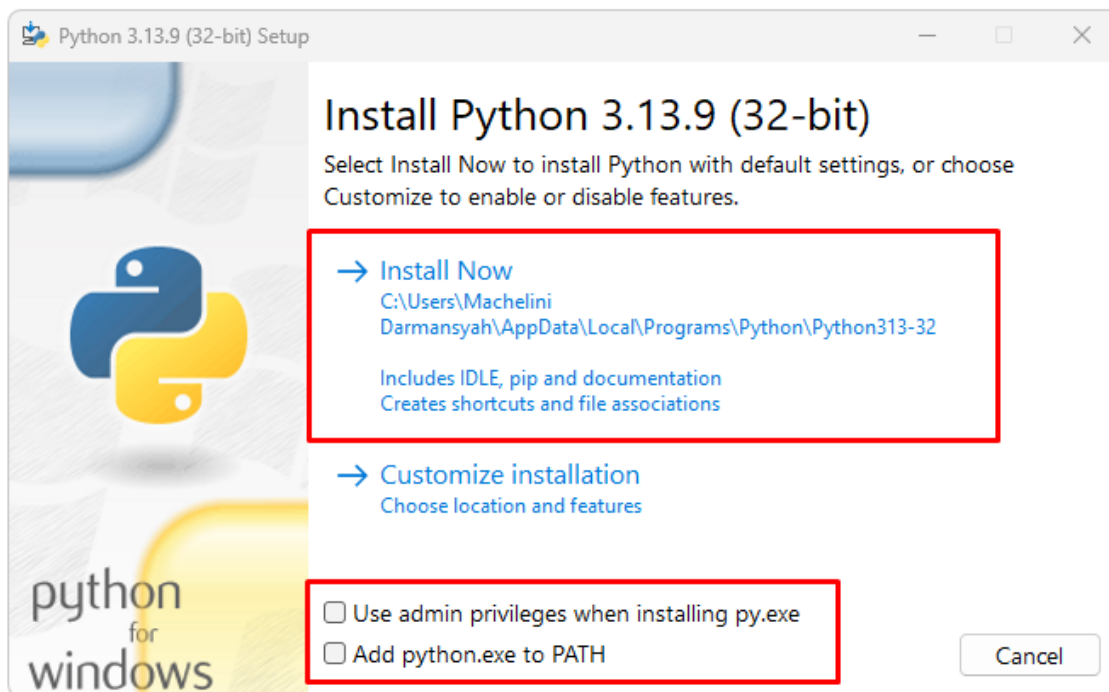 Python 3.13.9 (32-bit) Setup
Install Python 3.13.9 (32-bit)
Select Install Now to install Python with default settings, or choose
Customize to enable or disable features.
Install Now
C:\Users\Machelini
Darmansyah\AppData\Local\Programs\Python\Python313-32
Includes IDLE, pip and documentation
Creates shortcuts and file associations
Customize installation
Choose location and features
python
for
windows
Use admin privileges when installing py.exe
Add python.exe to PATH
Cancel